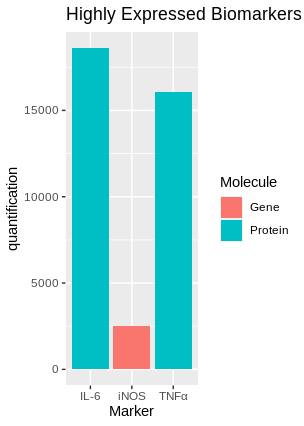 Highly Expressed Biomarkers
quantification
15000
10000
5000
0
IL-6 iNOS TNFα
Marker
Molecule
Gene
Protein